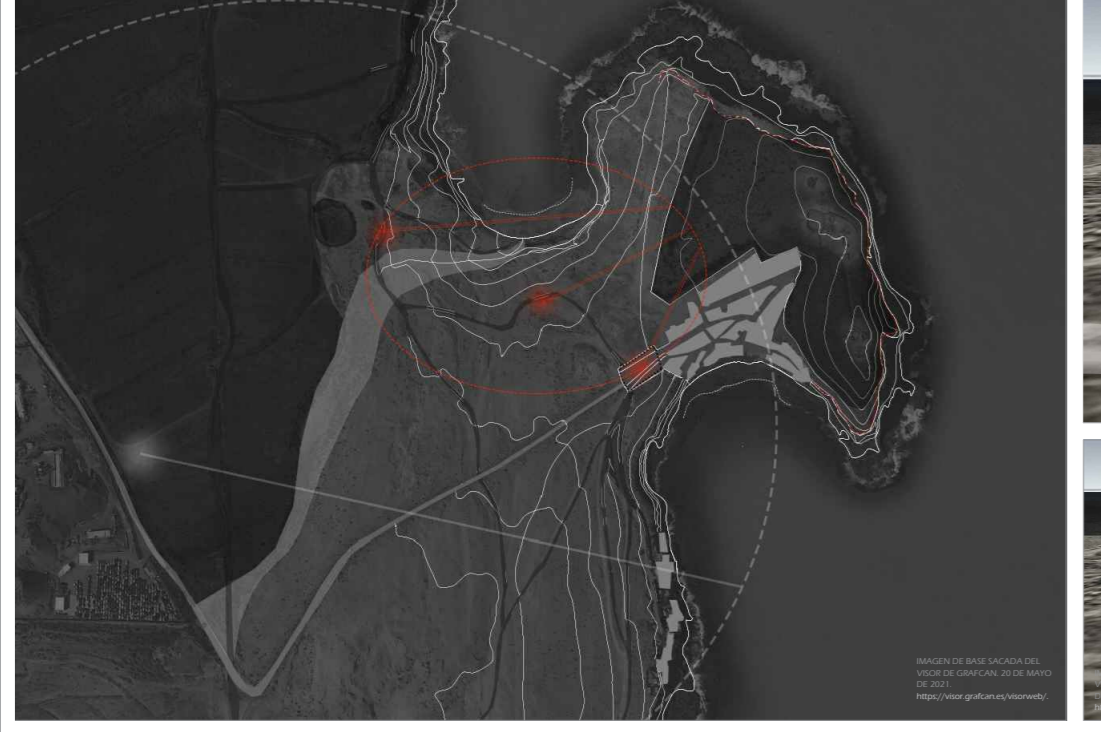 IMAGEN DE BASE SACADA DEL
VISOR DE GRAFCAN. 20 DE MAYO
DE 2021.
https://visor.grafcan.es/visorweb/.